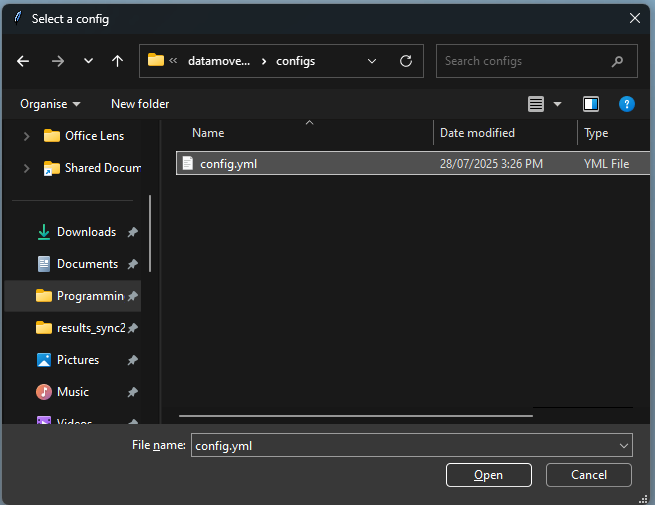 Select a config
datamove... > configs
Search configs
Organise
New folder
Name
Date modified
Type
Office Lens
Shared Docum
config.yml
28/07/2025 3:26 PM
YML File
Downloads
Documents
Programmin
results_sync2
Pictures
Music
Videos
File name:
config.yml
Open
Cancel